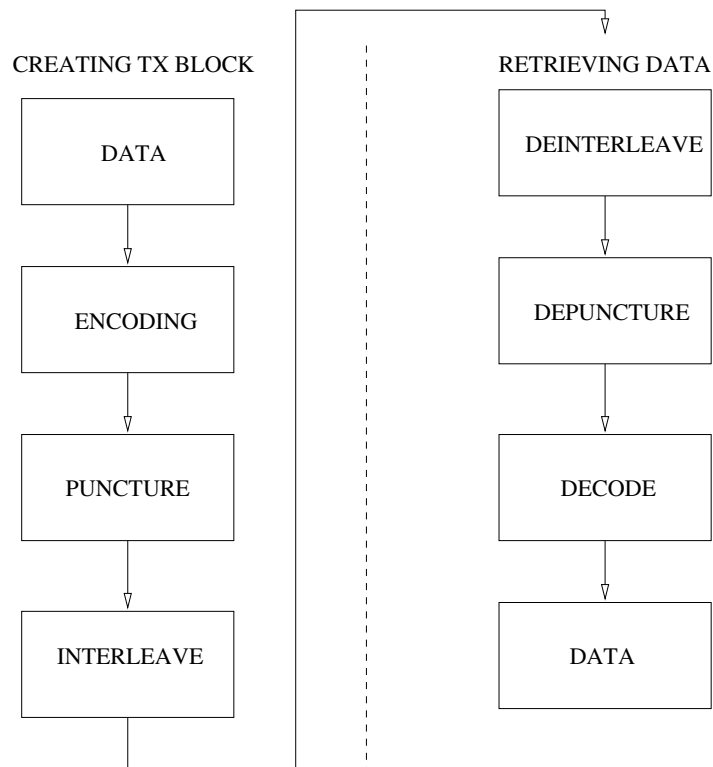 CREATING TX BLOCK
DATA
ENCODING
PUNCTURE
INTERLEAVE
RETRIEVING DATA
DEINTERLEAVE
DEPUNCTURE
DECODE
DATA